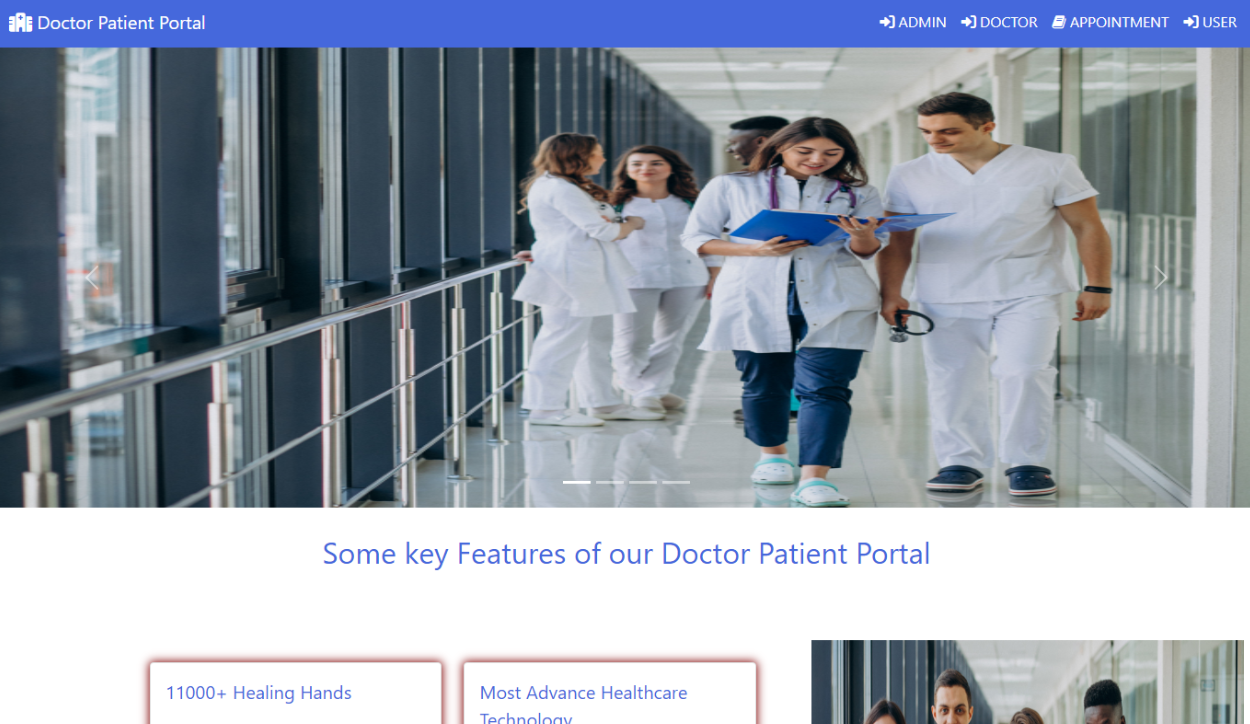 Doctor Patient Portal
ADMIN DOCTOR APPOINTMENT USER
Some key Features of our Doctor Patient Portal
11000+ Healing Hands
Most Advance Healthcare
Technology